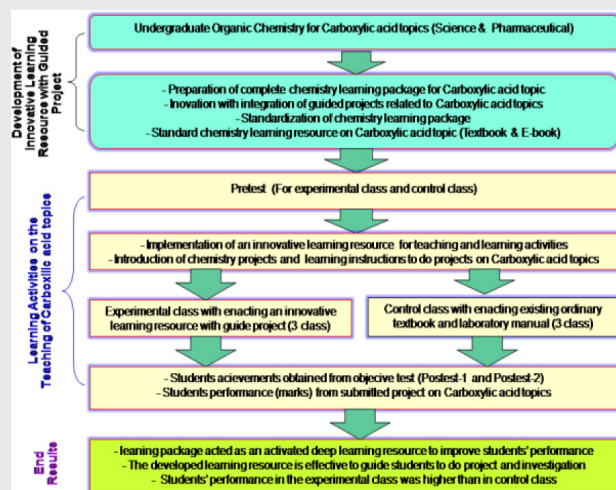 Development of
Innovative Learning
Resource with Guided
Project
Undergraduate Organic Chemistry for Carboxylic acid topics (Science & Pharmaceutical)
- Preparation of complete chemistry learning package for Carboxylic acid topic
- Inovation with integration of guided projects related to Carboxylic acid topics
- Standardization of chemistry learning package
- Standard chemistry learning resource on Carboxylic acid topic (Textbook & E-book)
Learning Activities on the
Teaching of Carboxilic acid topics
Pretest (For experimental class and control class)
- Implementation of an innovative learning resource for teaching and learning activities
- Introduction of chemistry projects and learning instructions to do projects on Carboxylic acid topics
Experimental class with enacting an innovative
learning resource with guide project (3 class)
Control class with enacting existing ordinary
textbook and laboratory manual (3 class)
- Students acievements obtained from objecive test (Postest-1 and Postest-2)
- Students performance (marks) from submitted project on Carboxylic acid topics
End
Results
- leaning package acted as an activated deep learning resource to improve students' performance
- The developed learning resource is effective to guide students to do project and investigation
- Students' performance in the experimental class was higher than in control class